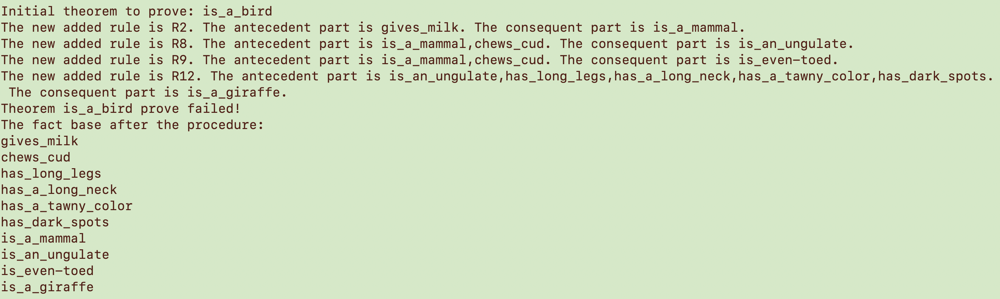 Initial theorem to prove: is_a_bird
The new added rule is R2. The antecedent part is gives_milk. The consequent part is is_a_mammal.
The new added rule is R8. The antecedent part is is_a_mammal,chews_cud. The consequent part is is_an_ungulate.
The new added rule is R9. The antecedent part is is_a_mammal,chews_cud. The consequent part is is_even-toed.
The new added rule is R12. The antecedent part is is_an_ungulate,has_long_legs,has_a_long_neck,has_a_tawny_color,has_dark_spots.
 The consequent part is is_a_giraffe.
Theorem is_a_bird prove failed!
The fact base after the procedure:
gives_milk
chews_cud
has_long_legs
has_a_long_neck
has_a_tawny_color
has_dark_spots
is_a_mammal
is_an_ungulate
is_even-toed
is_a_giraffe